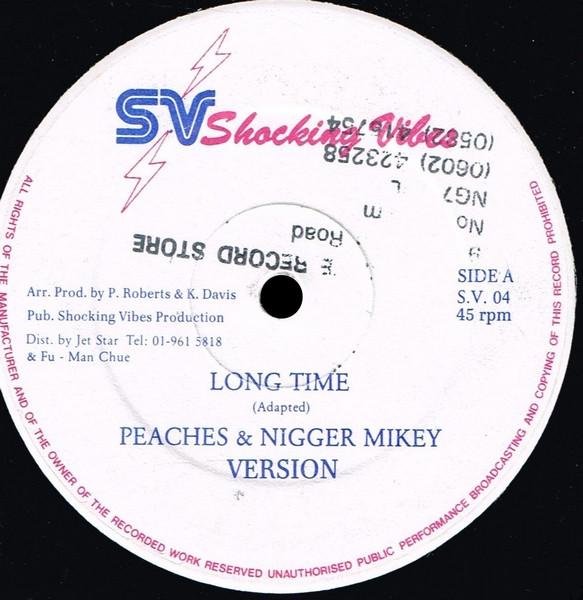 SV Shocking Vibes
(0602) 423258
NG7
No
Road
RECORD STORE
SIDE A
S.V. 04
45 rpm
Arr. Prod. by P. Roberts & K. Davis
Pub. Shocking Vibes Production
Dist. by Jet Star Tel: 01-961 5818
& Fu - Man Chue
LONG TIME
(Adapted)
PEACHES & NIGGER MIKEY
VERSION
ALL RIGHTS OF THE MANUFACTURER AND OF THE OWNER OF THE RECORDED WORK RESERVED UNAUTHORISED PUBLIC PERFORMANCE BROADCASTING AND COPYING OF THIS RECORD PROHIBITED